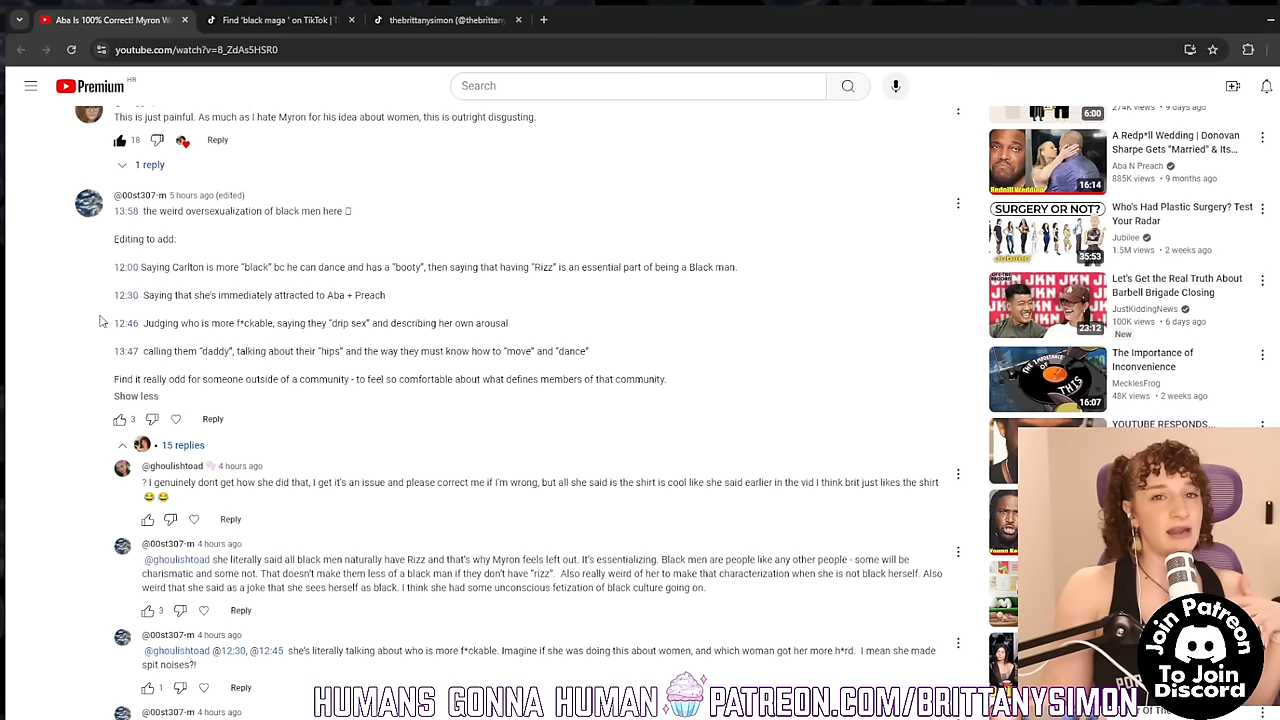 Aba Is 100% Correct! Myron W
Find 'black maga ' on TikTok | T
thebrittanysimon (@thebrittany
youtube.com/watch?v=8_ZdAs5HSR0
Premium HR
Search
This is just painful. As much as I hate Myron for his idea about women, this is outright disgusting.
18 Reply
1 reply
@00st307-m 5 hours ago (edited)
13:58 the weird oversexualization of black men here
Editing to add:
12:00 Saying Carlton is more “black” bc he can dance and has a “booty”, then saying that having “Rizz” is an essential part of being a Black man.
12:30 Saying that she's immediately attracted to Aba + Preach
12:46 Judging who is more f*ckable, saying they “drip sex” and describing her own arousal
13:47 calling them “daddy”, talking about their “hips” and the way they must know how to “move” and “dance”
Find it really odd for someone outside of a community - to feel so comfortable about what defines members of that community.
Show less
3 Reply
• 15 replies
@ghoulishtoad 4 hours ago
? I genuinely dont get how she did that, I get it's an issue and please correct me if I'm wrong, but all she said is the shirt is cool like she said earlier in the vid I think brit just likes the shirt
😂😂
Reply
@00st307-m 4 hours ago
@ghoulishtoad she literally said all black men naturally have Rizz and that's why Myron feels left out. It's essentializing. Black men are people like any other people - some will be
charismatic and some not. That doesn't make them less of a black man if they don't have “rizz”. Also really weird of her to make that characterization when she is not black herself. Also
weird that she said as a joke that she sees herself as black. I think she had some unconscious fetization of black culture going on.
3 Reply
@00st307-m 4 hours ago
@ghoulishtoad @12:30, @12:45 she's literally talking about who is more f*ckable. Imagine if she was doing this about women, and which woman got her more h*rd. I mean she made
spit noises?!
1 Reply
@00st307-m 4 hours ago
274K views • 9 days ago
6:00
A Redp*ll Wedding | Donovan
Sharpe Gets "Married" & Its...
Aba N Preach
885K views • 9 months ago
16:14
SURGERY OR NOT?
Who's Had Plastic Surgery? Test
Your Radar
Jubilee
1.5M views • 2 weeks ago
35:53
Let's Get the Real Truth About
Barbell Brigade Closing
JustKiddingNews
100K views • 6 days ago
New
23:12
The Importance of
Inconvenience
MecklesFrog
48K views • 2 weeks ago
16:07
YOUTUBE RESPONDS...
Join Patreon
To Join
Discord
HUMANS GONNA HUMAN PATREON.COM/BRITTANYSIMON